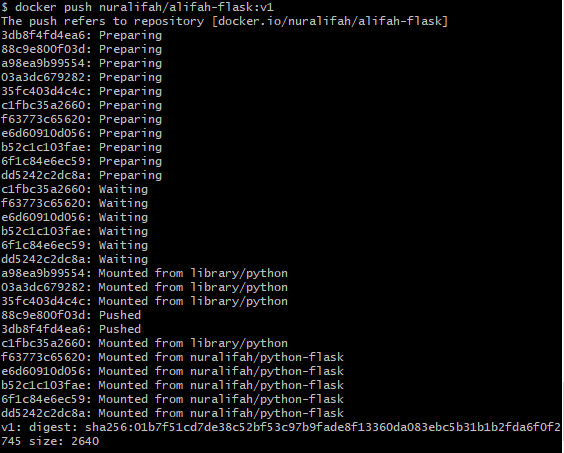 $ docker push nuralifah/alifah-flask:v1
The push refers to repository [docker.io/nuralifah/alifah-flask]
3db8f4fd4ea6: Preparing
88c9e800f03d: Preparing
a98ea9b99554: Preparing
03a3dc679282: Preparing
35fc403d4c4c: Preparing
c1fbc35a2660: Preparing
f63773c65620: Preparing
e6d60910d056: Preparing
b52c1c103fae: Preparing
6f1c84e6ec59: Preparing
dd5242c2dc8a: Preparing
c1fbc35a2660: Waiting
f63773c65620: Waiting
e6d60910d056: Waiting
b52c1c103fae: Waiting
6f1c84e6ec59: Waiting
dd5242c2dc8a: Waiting
a98ea9b99554: Mounted from library/python
03a3dc679282: Mounted from library/python
35fc403d4c4c: Mounted from library/python
88c9e800f03d: Pushed
3db8f4fd4ea6: Pushed
c1fbc35a2660: Mounted from library/python
f63773c65620: Mounted from nuralifah/python-flask
e6d60910d056: Mounted from nuralifah/python-flask
b52c1c103fae: Mounted from nuralifah/python-flask
6f1c84e6ec59: Mounted from nuralifah/python-flask
dd5242c2dc8a: Mounted from nuralifah/python-flask
v1: digest: sha256:01b7f51cd7de38c52bf53c97b9fade8f13360da083ebc5b31b1b2fda6f0f2
745 size: 2640